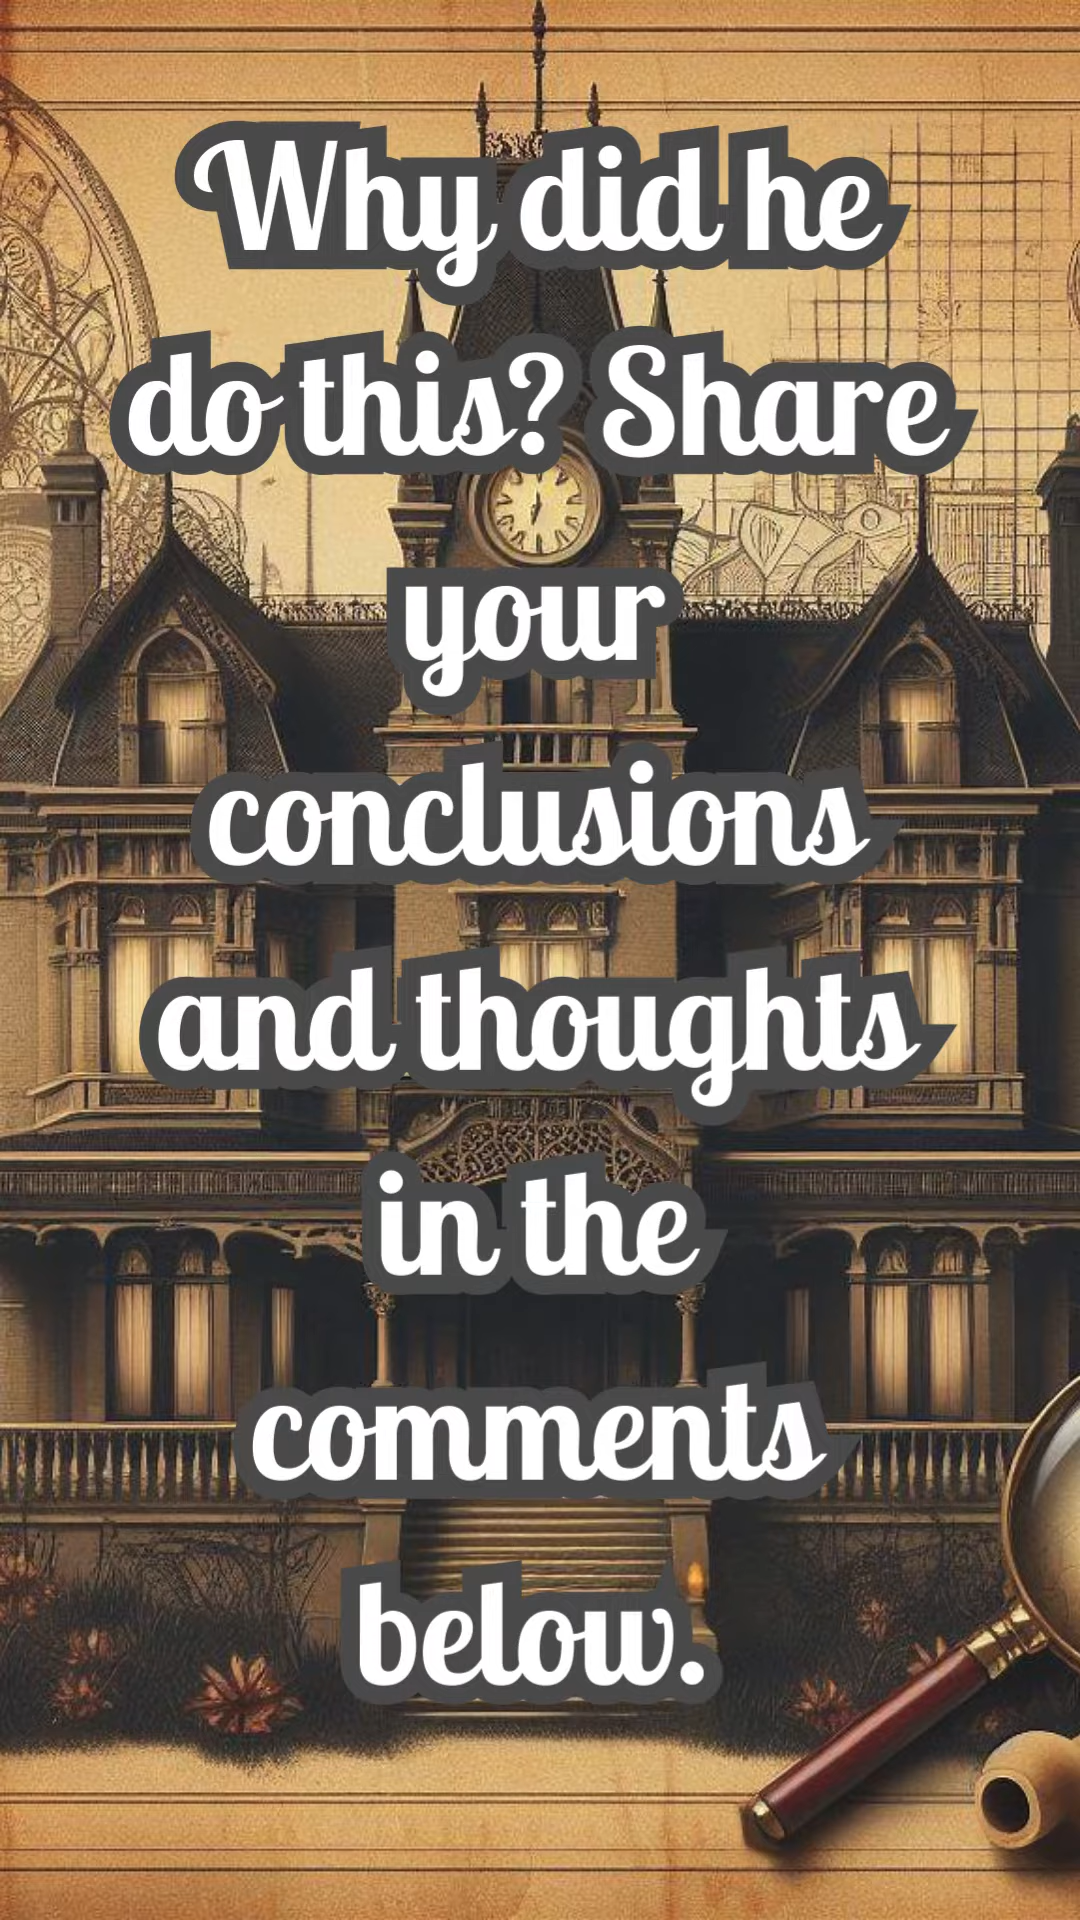 Why did he
do this? Share
your
conclusions
and thoughts
in the
comments
below.